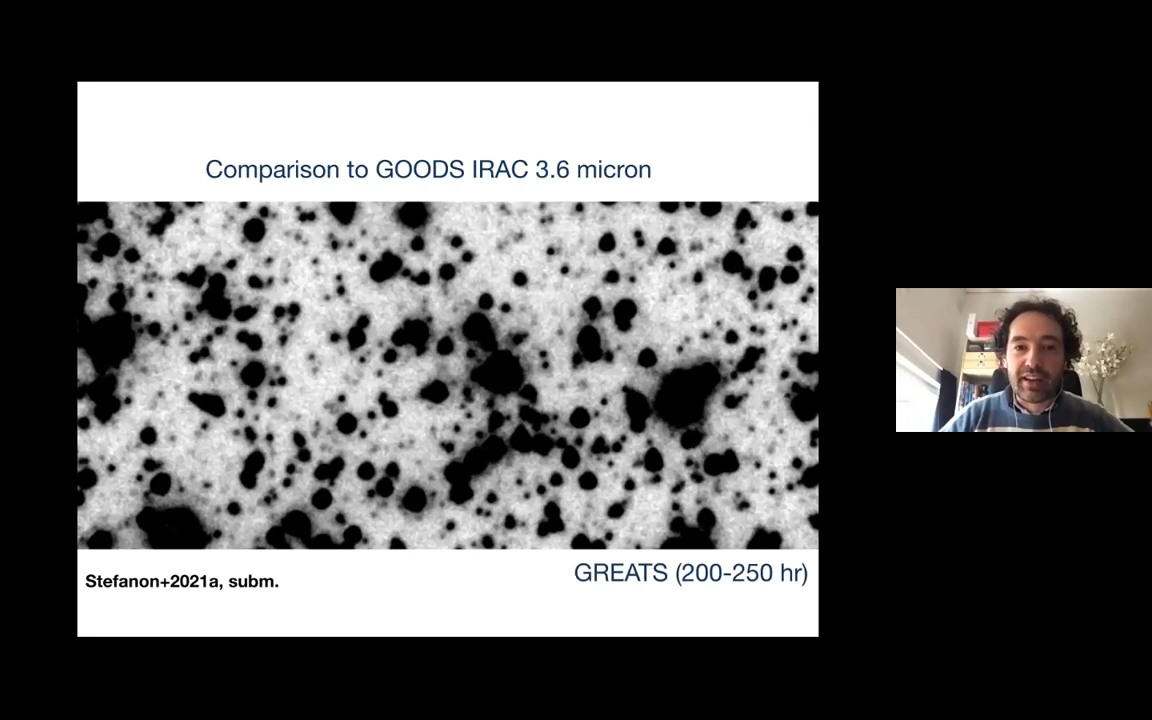 Comparison to GOODS IRAC 3.6 micron
Stefanon+2021a, subm.
GREATS (200-250 hr)